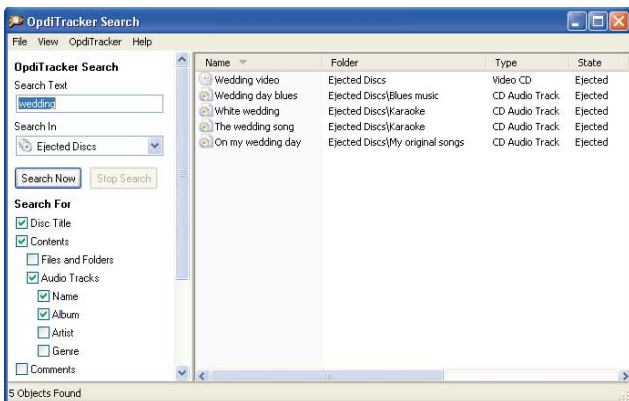 OpdiTracker Search
File View OpdiTracker Help
OpdiTracker Search
Search Text
wedding
Search In
Ejected Discs
Search Now Stop Search
Search For
Disc Title
Contents
Files and Folders
Audio Tracks
Name
Album
Artist
Genre
Comments
Name Folder Type State
Wedding video Ejected Discs Video CD Ejected
Wedding day blues Ejected Discs\Blues music CD Audio Track Ejected
White wedding Ejected Discs\Karaoke CD Audio Track Ejected
The wedding song Ejected Discs\Karaoke CD Audio Track Ejected
On my wedding day Ejected Discs\My original songs CD Audio Track Ejected
5 Objects Found